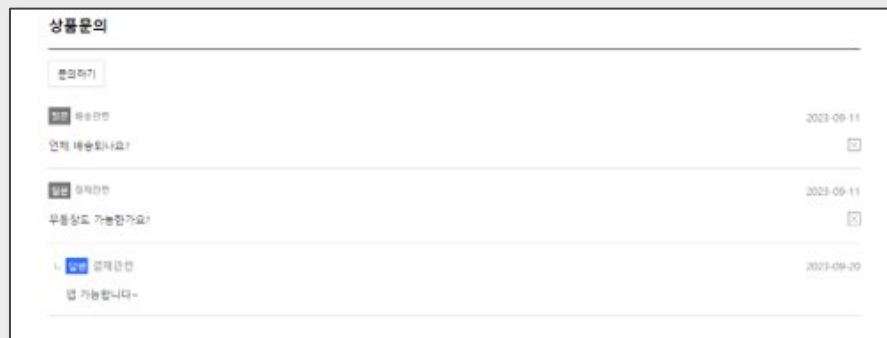 상품문의
문의하기
질문 배송관련 2023-09-11
언제 배송되나요?
질문 결제관련 2023-09-11
무통장도 가능한가요?
ㄴ 답변 결제관련 2023-09-20
넵 가능합니다~